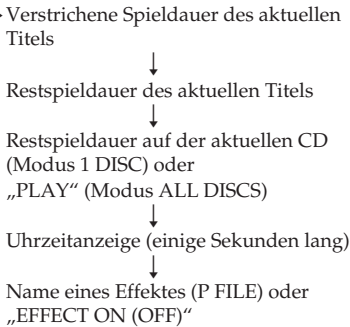 Verstrichene Spieldauer des aktuellen
Titels
Restspieldauer des aktuellen Titels
Restspieldauer auf der aktuellen CD
(Modus 1 DISC) oder
„PLAY“ (Modus ALL DISCS)
Uhrzeitanzeige (einige Sekunden lang)
Name eines Effektes (P FILE) oder
„EFFECT ON (OFF)“